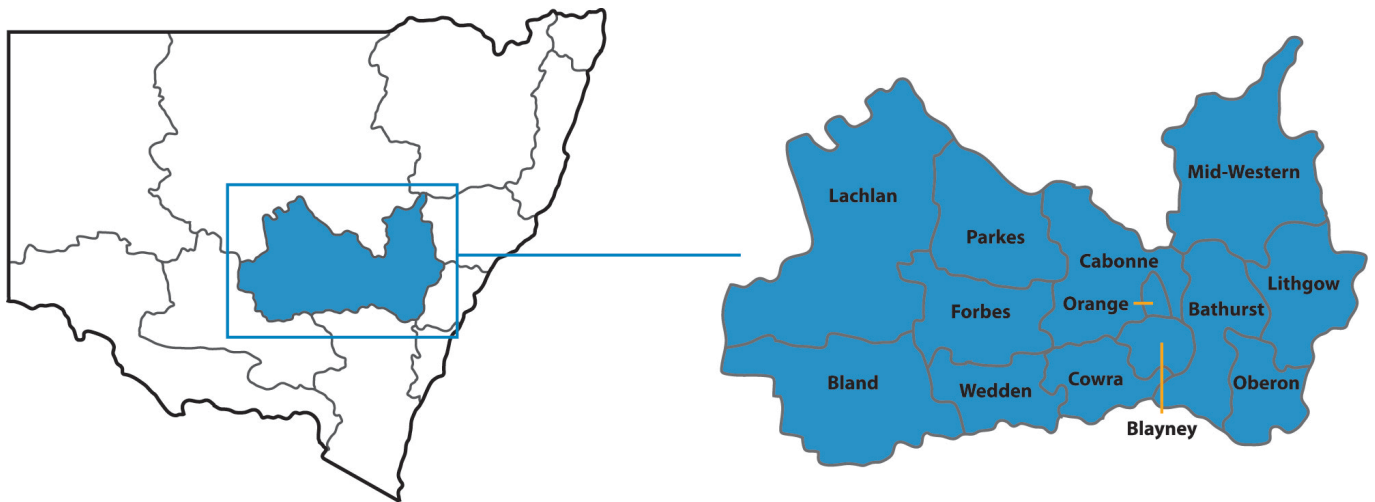 Mid-Western
Lachlan
Parkes
Cabonne
Lithgow
Orange
Bathurst
Forbes
Bland
Wedden
Cowra
Oberon
Blayney